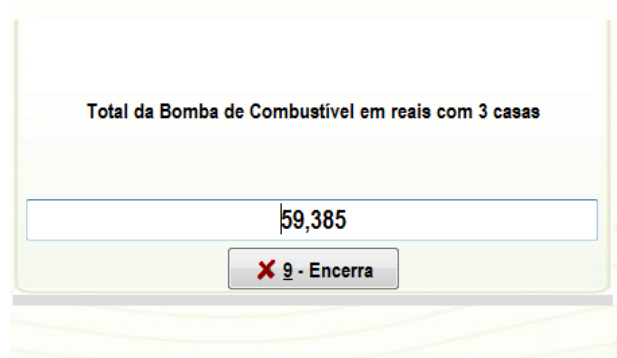 Total da Bomba de Combustível em reais com 3 casas
59,385
9 - Encerra